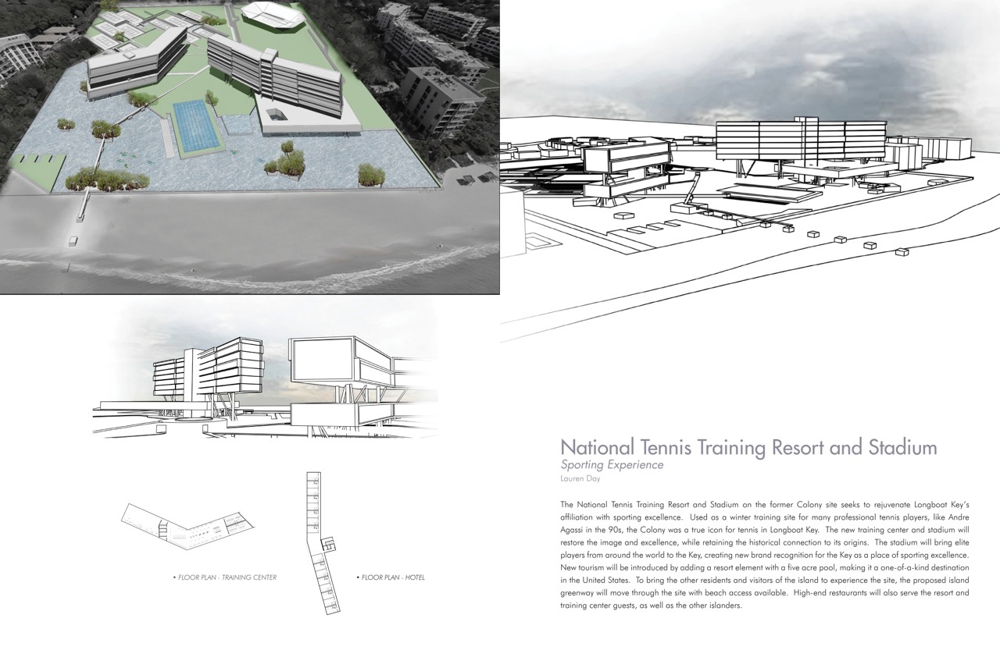 • FLOOR PLAN - TRAINING CENTER
• FLOOR PLAN - HOTEL
National Tennis Training Resort and Stadium
Sporting Experience
Lauren Day
The National Tennis Training Resort and Stadium on the former Colony site seeks to rejuvenate Longboat Key's
affiliation with sporting excellence. Used as a winter training site for many professional tennis players, like Andre
Agassi in the 90s, the Colony was a true icon for tennis in Longboat Key. The new training center and stadium will
restore the image and excellence, while retaining the historical connection to its origins. The stadium will bring elite
players from around the world to the Key, creating new brand recognition for the Key as a place of sporting excellence.
New tourism will be introduced by adding a resort element with a five acre pool, making it a one-of-a-kind destination
in the United States. To bring the other residents and visitors of the island to experience the site, the proposed island
greenway will move through the site with beach access available. High-end restaurants will also serve the resort and
training center guests, as well as the other islanders.